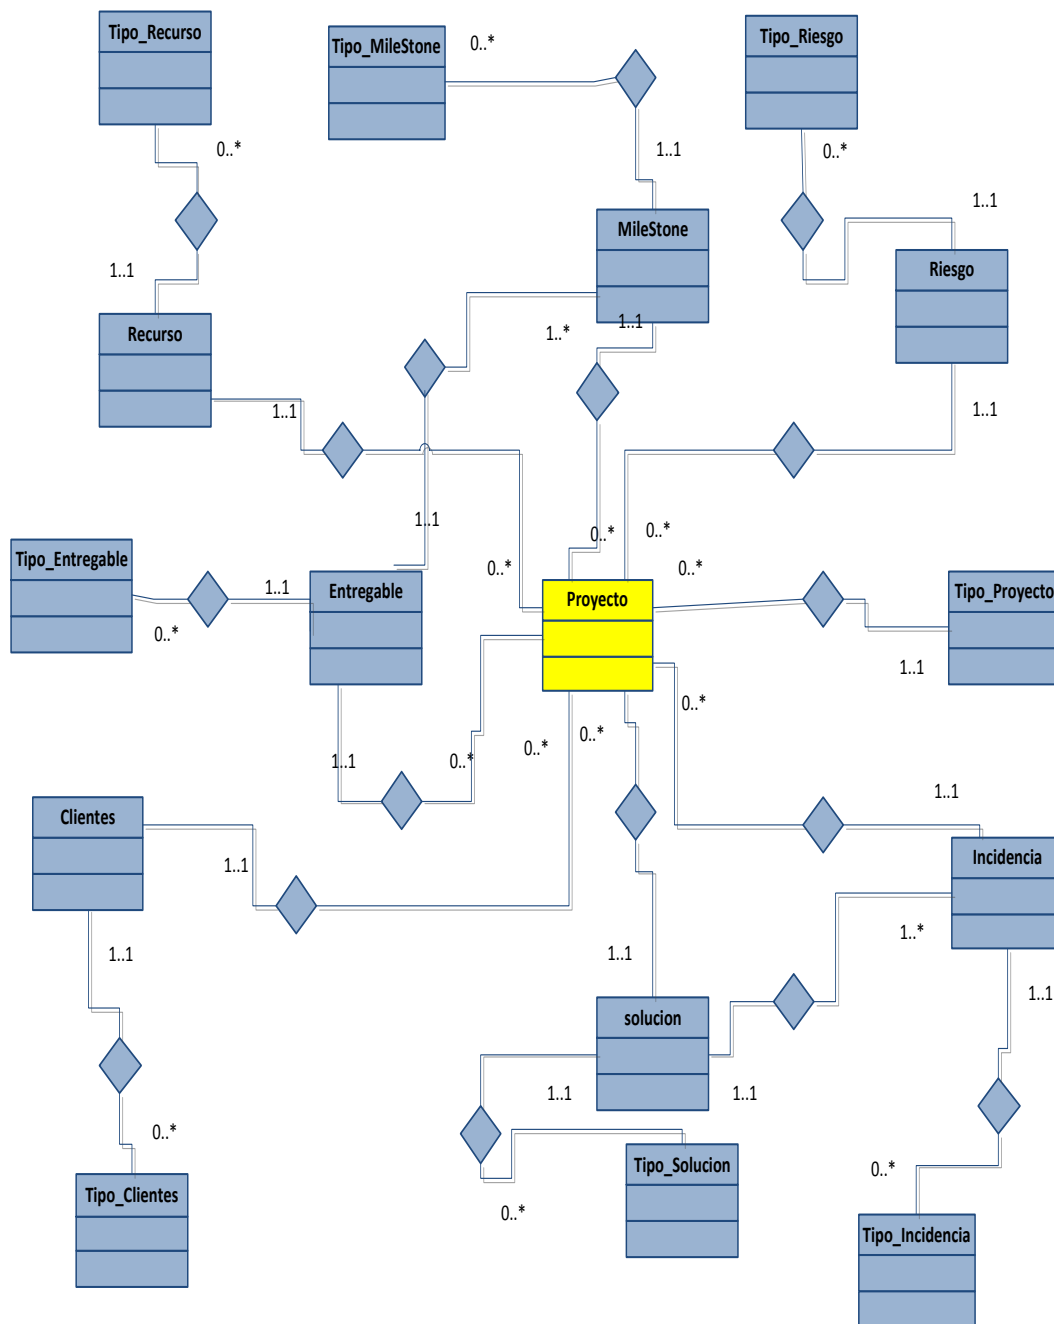 Tipo_Recurso
Tipo_MileStone
0..*
Tipo_Riesgo
0..*
1..1
0..*
1..1
MileStone
1..1
Riesgo
Recurso
1..*
1..1
1..1
1..1
1..1
0..*
0..*
Tipo_Entregable
1..1
Entregable
0..*
0..*
Proyecto
Tipo_Proyecto
0..*
1..1
0..*
1..1
0..*
0..*
0..*
1..1
Clientes
1..1
Incidencia
1..*
1..1
1..1
1..1
solucion
1..1
1..1
0..*
Tipo_Solucion
0..*
Tipo_Clientes
0..*
Tipo_Incidencia